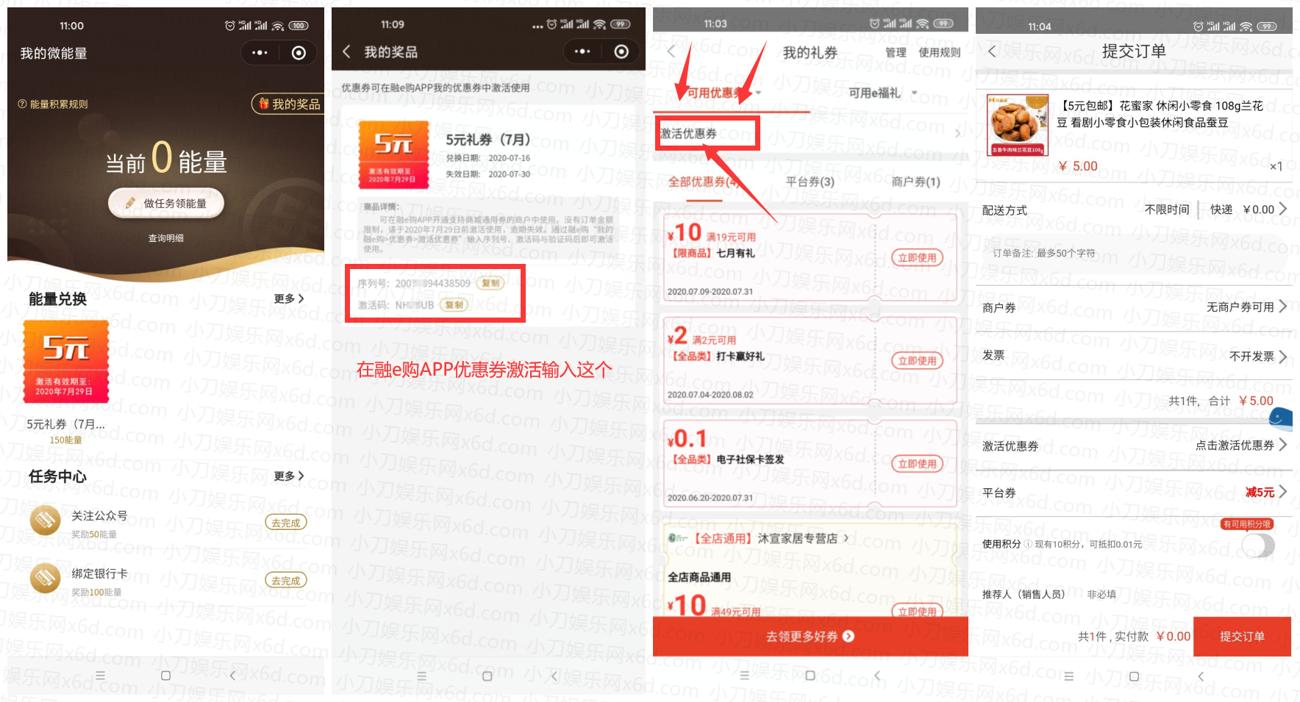 11:00
100
我的微能量
能量积累规则
我的奖品
当前0能量
做任务领能量
查询明细
能量兑换
更多
5元
激活有效期至:
2020年7月29日
5元礼券（7月...
150能量
任务中心
更多
关注公众号
奖励50能量
去完成
绑定银行卡
奖励100能量
去完成
11:09
99
我的奖品
优惠券可在融e购APP我的优惠券中激活使用
5元
激活有效期至:
2020年7月29日
5元礼券（7月）
兑换日期: 2020-07-16
失效日期: 2020-07-30
商品详情:
可在融e购APP开通支持商城通用券的商户中使用，没有订单金额
限制，请于2020年7月29日前激活使用，逾期失效。通过融e购“我的
融e购>优惠券>激活优惠券”输入序列号、激活码与验证码后即可激活
使用。
序列号: 200 894438509 复制
激活码: NH UB 复制
在融e购APP优惠券激活输入这个
11:03
99
我的礼券
管理 使用规则
可用优惠券
可用e福礼
激活优惠券
全部优惠券(4)
平台券(3)
商户券(1)
¥10 满19元可用
【限商品】七月有礼
2020.07.09-2020.07.31
立即使用
¥2 满2元可用
【全品类】打卡赢好礼
2020.07.04-2020.08.02
立即使用
¥0.1
【全品类】电子社保卡签发
2020.06.20-2020.07.31
立即使用
【全店通用】沐宣家居专营店
全店商品通用
¥10 满49元可用
立即使用
去领更多好券
11:04
99
提交订单
【5元包邮】花蜜家 休闲小零食 108g兰花
豆 看剧小零食小包装休闲食品蚕豆
¥ 5.00
×1
配送方式
不限时间 快递 ¥0.00
订单备注: 最多50个字符
商户券
无商户券可用
发票
不开发票
共1件，合计 ¥5.00
激活优惠券
点击激活优惠券
平台券
减5元
有可用积分哦
使用积分 现有10积分，可抵扣0.01元
推荐人（销售人员） 非必填
共1件，实付款 ¥0.00
提交订单
小刀娱乐网x6d.com